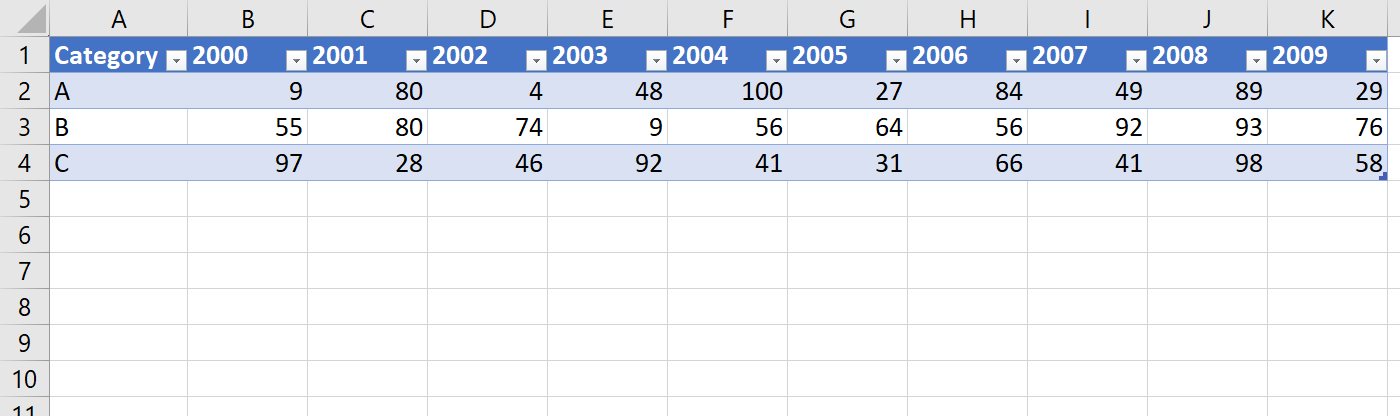 A B C D E F G H I J K
1 Category 2000 2001 2002 2003 2004 2005 2006 2007 2008 2009
2 A 9 80 4 48 100 27 84 49 89 29
3 B 55 80 74 9 56 64 56 92 93 76
4 C 97 28 46 92 41 31 66 41 98 58
5
6
7
8
9
10
11